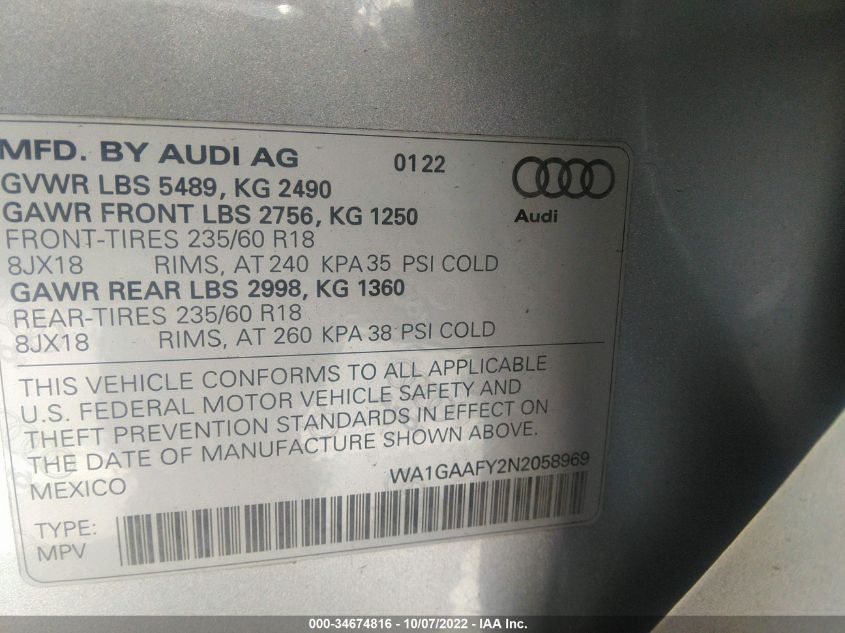 MFD. BY AUDI AG 01 22
GVWR LBS 5489, KG 2490
GAWR FRONT LBS 2756, KG 1250
FRONT-TIRES 235/60 R18
8JX18 RIMS, AT 240 KPA 35 PSI COLD
GAWR REAR LBS 2998, KG 1360
REAR-TIRES 235/60 R18
8JX18 RIMS, AT 260 KPA 38 PSI COLD
Audi
THIS VEHICLE CONFORMS TO ALL APPLICABLE
U.S. FEDERAL MOTOR VEHICLE SAFETY AND
THEFT PREVENTION STANDARDS IN EFFECT ON
THE DATE OF MANUFACTURE SHOWN ABOVE.
MEXICO WA1GAAFY2N2058969
TYPE:
MPV
000-34674816 - 10/07/2022 - IAA Inc.